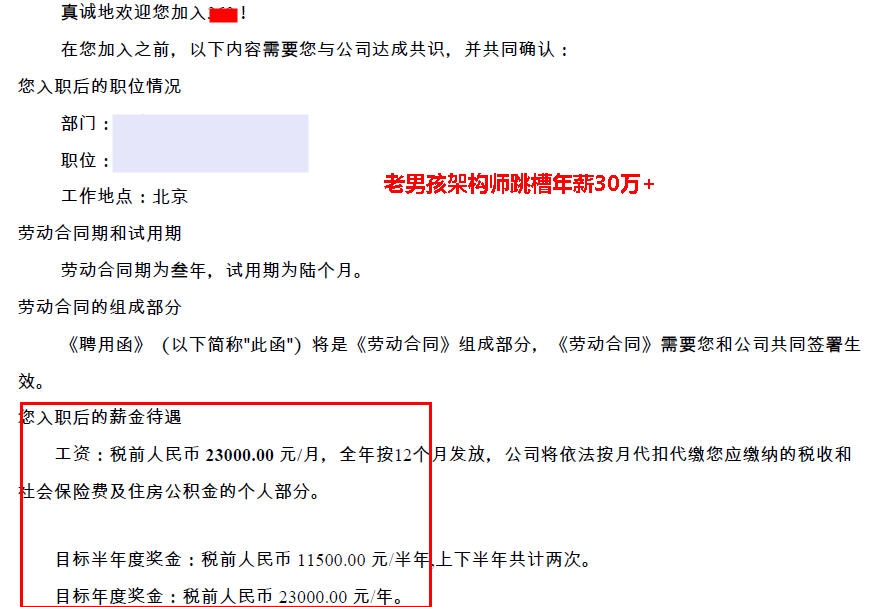 真诚地欢迎您加入！
在您加入之前，以下内容需要您与公司达成共识，并共同确认：
您入职后的职位情况
部门：
职位：
老男孩架构师跳槽年薪30万+
工作地点：北京
劳动合同期和试用期
劳动合同期为叁年，试用期为陆个月。
劳动合同的组成部分
《聘用函》（以下简称"此函"）将是《劳动合同》组成部分，《劳动合同》需要您和公司共同签署生
效。
您入职后的薪金待遇
工资：税前人民币 23000.00 元/月，全年按12个月发放，公司将依法按月代扣代缴您应缴纳的税收和
社会保险费及住房公积金的个人部分。
目标半年度奖金：税前人民币 11500.00 元/半年,上下半年共计两次。
目标年度奖金：税前人民币 23000.00 元/年。